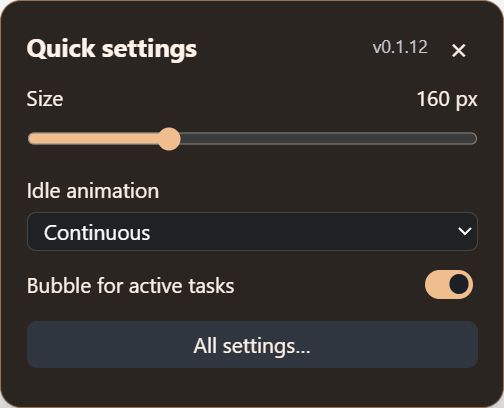 Quick settings v0.1.12 ×
Size 160 px
Idle animation
Continuous
Bubble for active tasks
All settings...